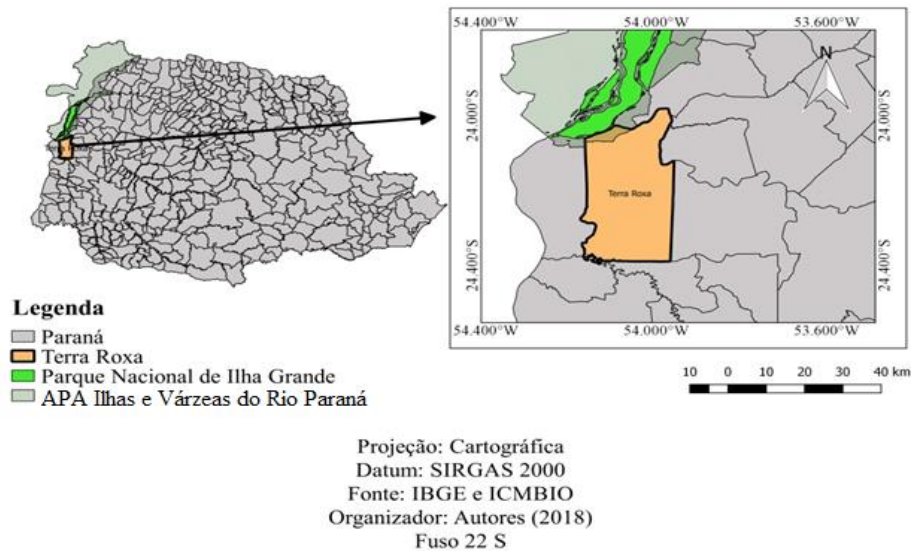 54.400°W 54.000°W 53.600°W
N
24.000°S 24.000°S
Terra Roxa
24.400°S 24.400°S
54.400°W 54.000°W 53.600°W
Legenda
Paraná
Terra Roxa
Parque Nacional de Ilha Grande
APA Ilhas e Várzeas do Rio Paraná
10 0 10 20 30 40 km
Projeção: Cartográfica
Datum: SIRGAS 2000
Fonte: IBGE e ICMBIO
Organizador: Autores (2018)
Fuso 22 S